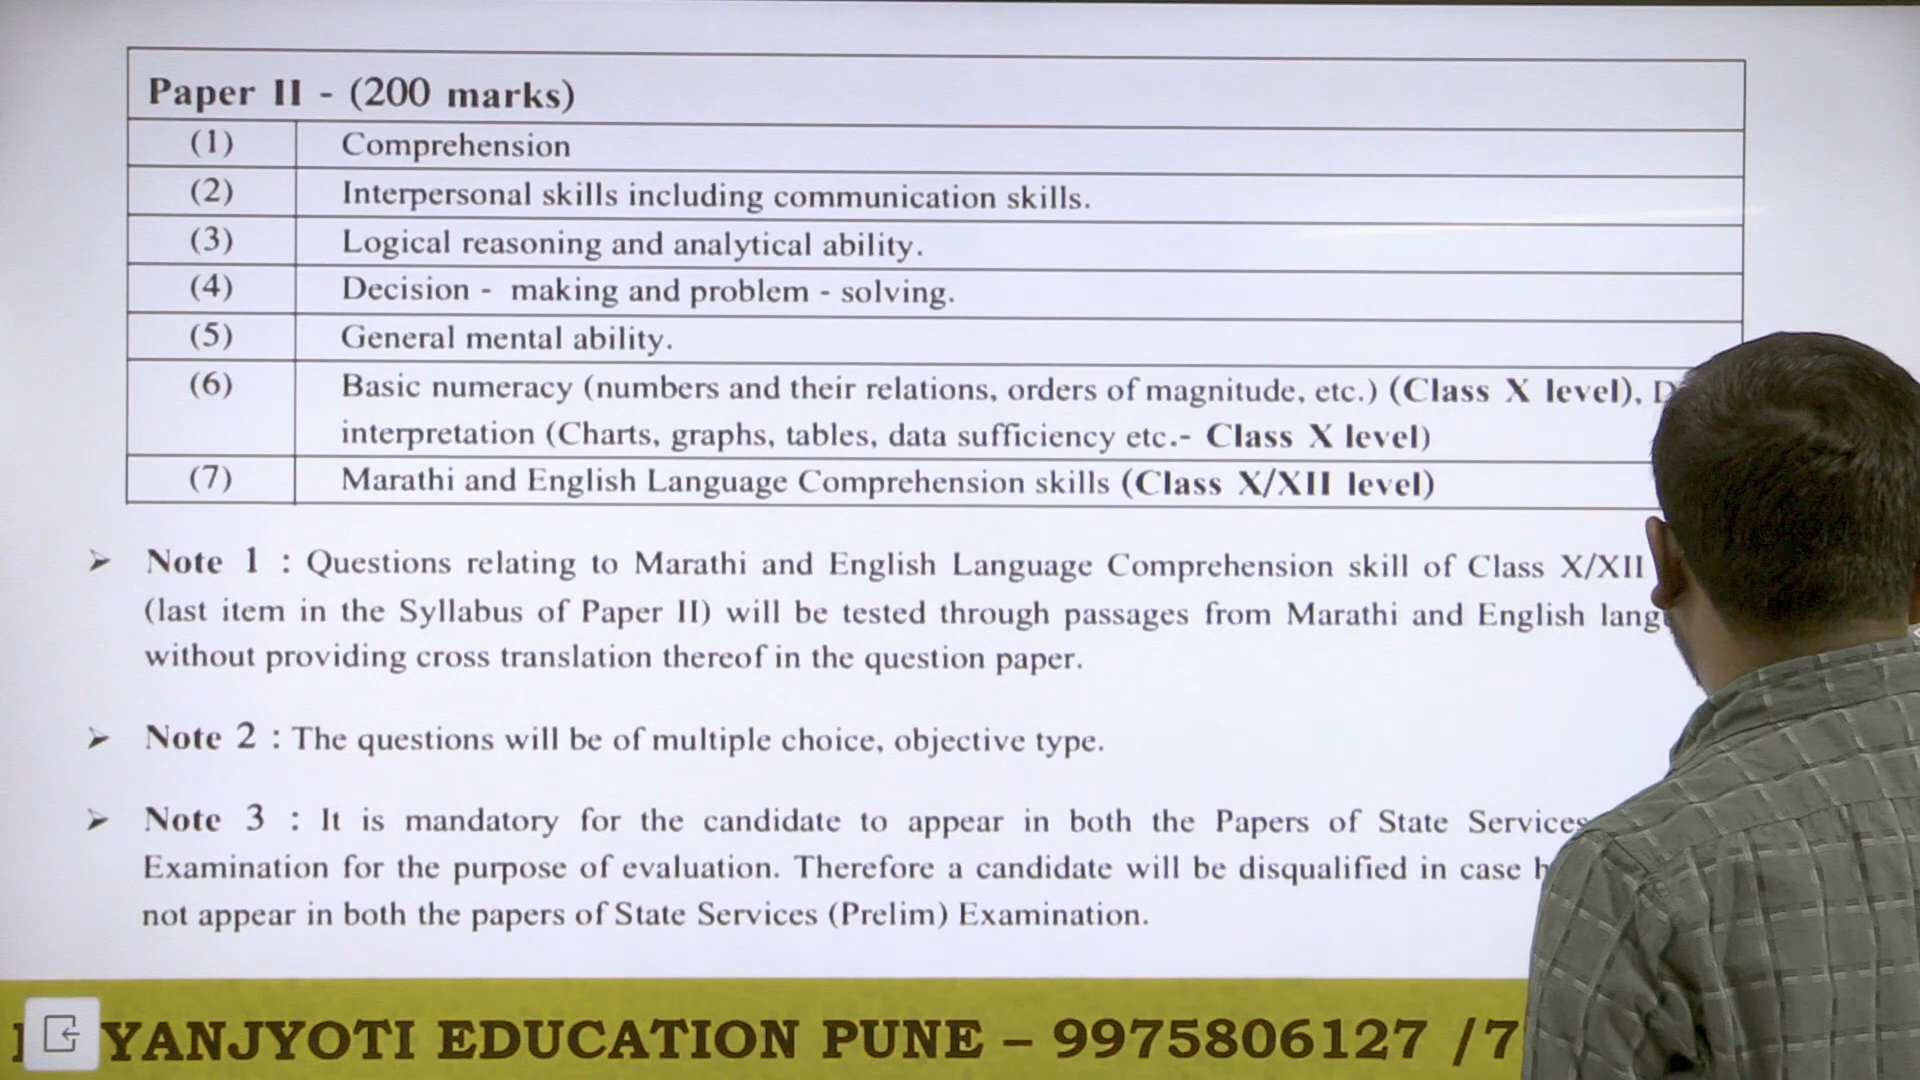 Paper II - (200 marks)
(1) Comprehension
(2) Interpersonal skills including communication skills.
(3) Logical reasoning and analytical ability.
(4) Decision - making and problem - solving.
(5) General mental ability.
(6) Basic numeracy (numbers and their relations, orders of magnitude, etc.) (Class X level),
interpretation (Charts, graphs, tables, data sufficiency etc.- Class X level)
(7) Marathi and English Language Comprehension skills (Class X/XII level)
➢ Note 1 : Questions relating to Marathi and English Language Comprehension skill of Class X/XII
(last item in the Syllabus of Paper II) will be tested through passages from Marathi and English
without providing cross translation thereof in the question paper.
➢ Note 2 : The questions will be of multiple choice, objective type.
➢ Note 3 : It is mandatory for the candidate to appear in both the Papers of State Services
Examination for the purpose of evaluation. Therefore a candidate will be disqualified in case
not appear in both the papers of State Services (Prelim) Examination.
YANJYOTI EDUCATION PUNE – 9975806127 /7